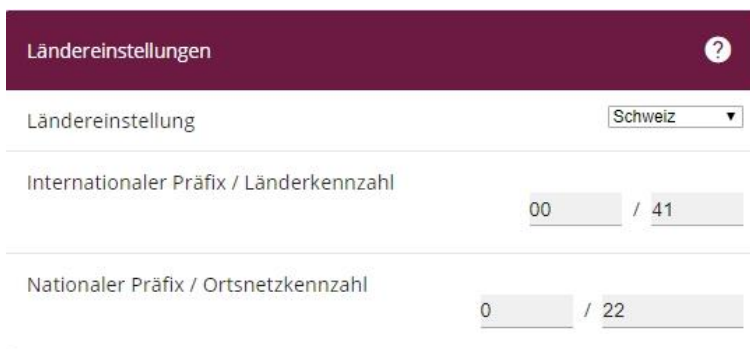 Ländereinstellungen ?
Ländereinstellung Schweiz
Internationaler Präfix / Länderkennzahl
00 / 41
Nationaler Präfix / Ortsnetzkennzahl
0 / 22